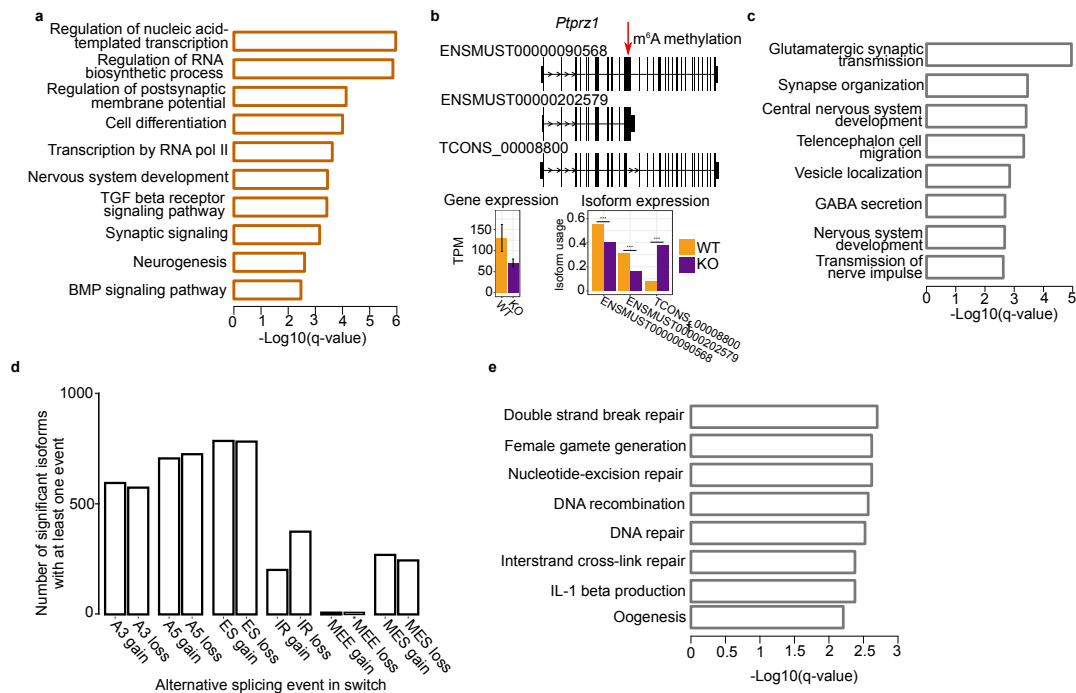 a
Regulation of nucleic acid-
templated transcription
Regulation of RNA
biosynthetic process
Regulation of postsynaptic
membrane potential
Cell differentiation
Transcription by RNA pol II
Nervous system development
TGF beta receptor
signaling pathway
Synaptic signaling
Neurogenesis
BMP signaling pathway
0 1 2 3 4 5 6
-Log10(q-value)
b
Ptprz1
m⁶A methylation
ENSMUST00000090568
ENSMUST00000202579
TCONS_00008800
Gene expression
TPM
150
100
50
0
WT
KO
Isoform expression
Isoform usage
0.6
0.4
0.2
0
ENSMUST00000090568
ENSMUST00000202579
TCONS_00008800
WT
KO
c
Glutamatergic synaptic
transmission
Synapse organization
Central nervous system
development
Telencephalon cell
migration
Vesicle localization
GABA secretion
Nervous system
development
Transmission of
nerve impulse
0 1 2 3 4 5
-Log10(q-value)
d
Number of significant isoforms
with at least one event
1000
500
0
A3 gain
A3 loss
A5 gain
A5 loss
ES gain
ES loss
IR gain
IR loss
MEE gain
MEE loss
MES gain
MES loss
Alternative splicing event in switch
e
Double strand break repair
Female gamete generation
Nucleotide-excision repair
DNA recombination
DNA repair
Interstrand cross-link repair
IL-1 beta production
Oogenesis
0 0.5 1 1.5 2 2.5 3
-Log10(q-value)